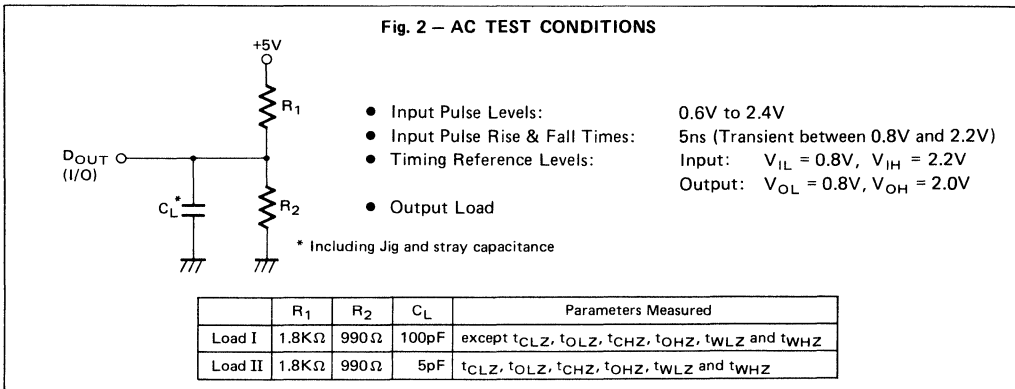 Fig. 2 – AC TEST CONDITIONS
+5V
R1
DOUT
(I/O)
CL*
R2
• Input Pulse Levels: 0.6V to 2.4V
• Input Pulse Rise & Fall Times: 5ns (Transient between 0.8V and 2.2V)
• Timing Reference Levels: Input: VIL = 0.8V, VIH = 2.2V
Output: VOL = 0.8V, VOH = 2.0V
• Output Load
* Including Jig and stray capacitance
R1 R2 CL Parameters Measured
Load I 1.8KΩ 990Ω 100pF except tCLZ, tOLZ, tCHZ, tOHZ, tWLZ and tWHZ
Load II 1.8KΩ 990Ω 5pF tCLZ, tOLZ, tCHZ, tOHZ, tWLZ and tWHZ